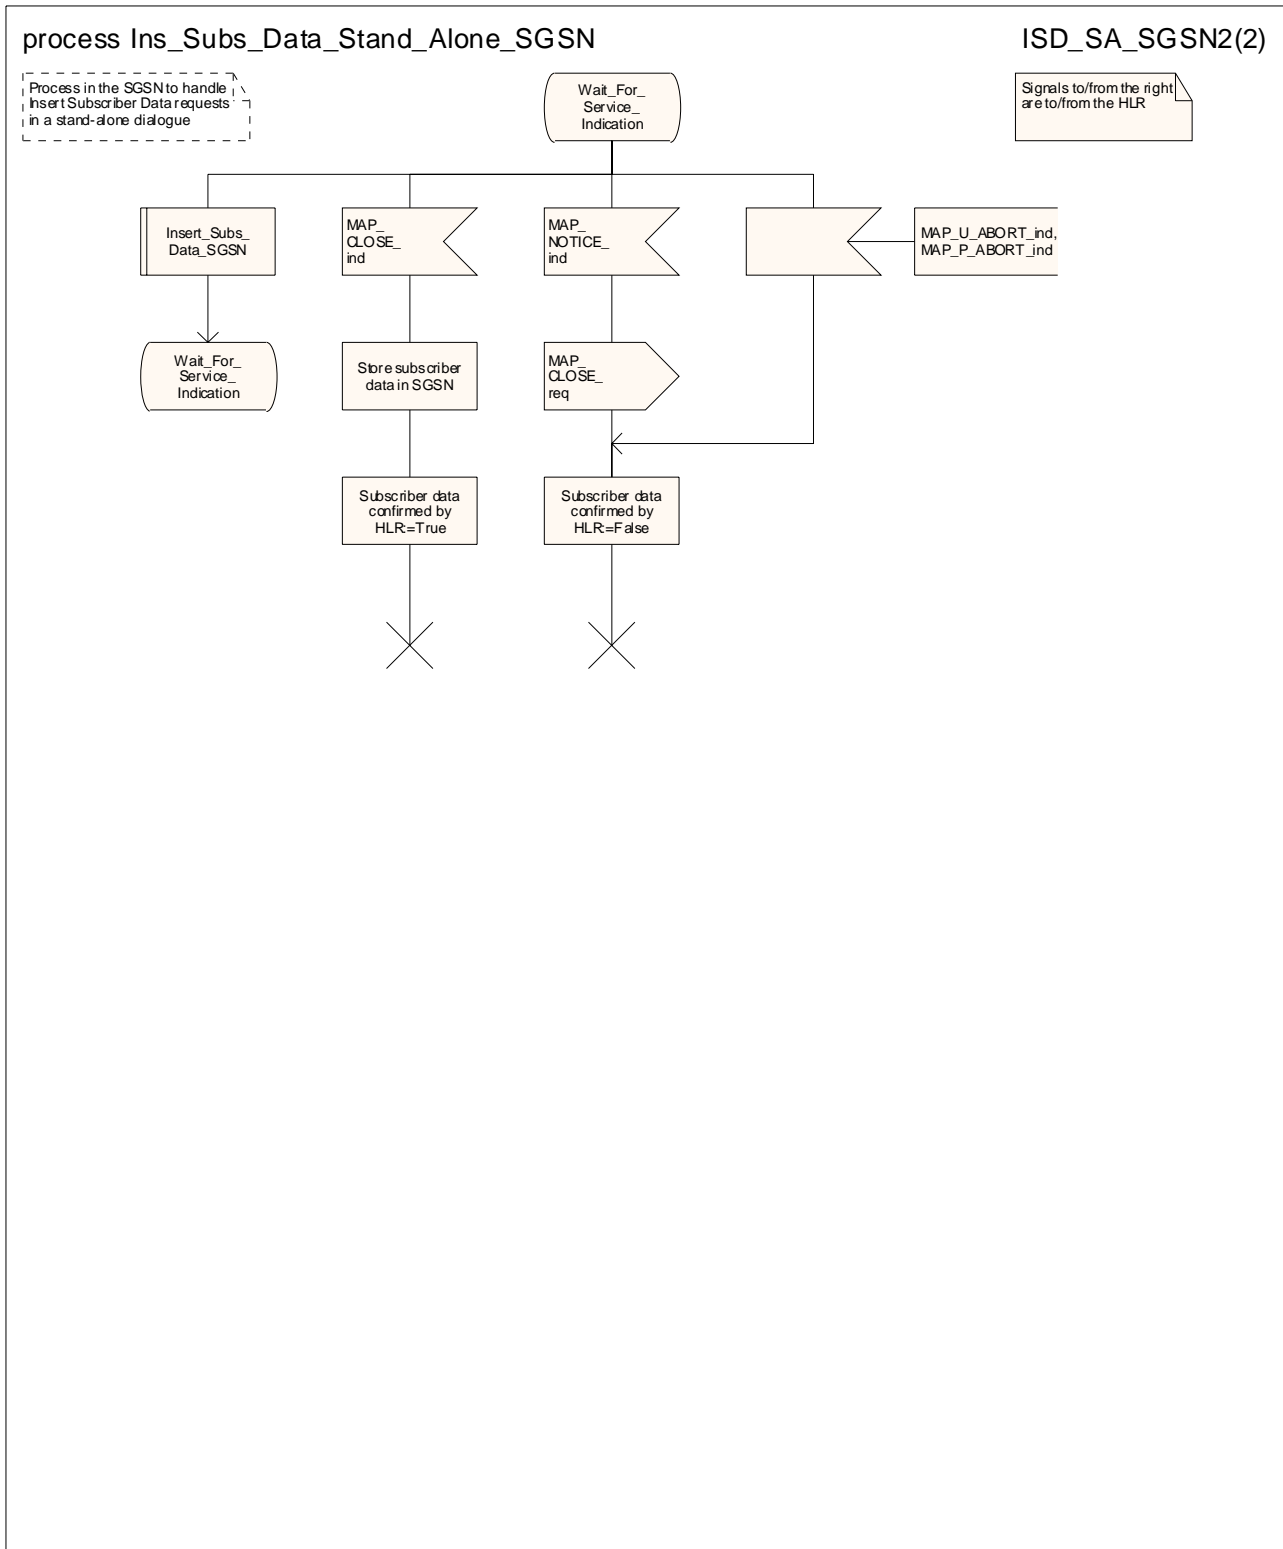 process Ins_Subs_Data_Stand_Alone_SGSN
ISD_SA_SGSN2(2)
Process in the SGSN to handle
Insert Subscriber Data requests
in a stand-alone dialogue
Wait_For_
Service_
Indication
Signals to/from the right
are to/from the HLR
Insert_Subs_
Data_SGSN
MAP_
CLOSE_
ind
MAP_
NOTICE_
ind
MAP_U_ABORT_ind,
MAP_P_ABORT_ind
Wait_For_
Service_
Indication
Store subscriber
data in SGSN
MAP_
CLOSE_
req
Subscriber data
confirmed by
HLR:=True
Subscriber data
confirmed by
HLR:=False